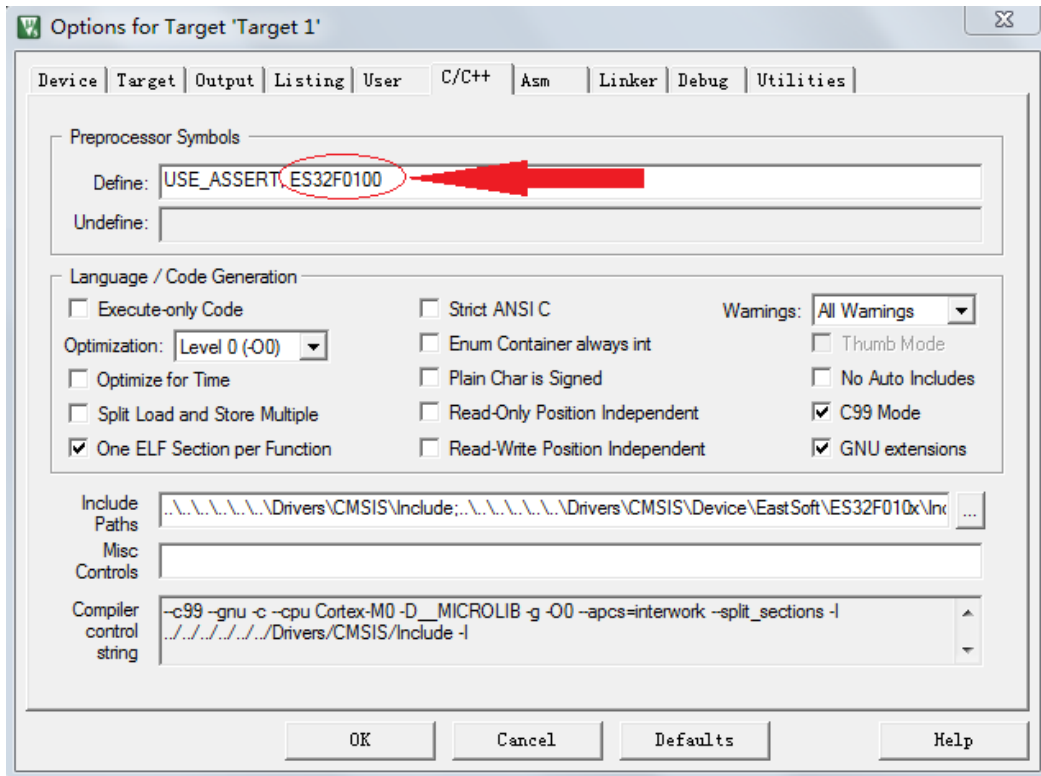 Options for Target 'Target 1'
Device Target Output Listing User C/C++ Asm Linker Debug Utilities
Preprocessor Symbols
Define: USE_ASSERT, ES32F0100
Undefine:
Language / Code Generation
Execute-only Code Strict ANSI C Warnings: All Warnings
Optimization: Level 0 (-O0) Enum Container always int Thumb Mode
Optimize for Time Plain Char is Signed No Auto Includes
Split Load and Store Multiple Read-Only Position Independent C99 Mode
One ELF Section per Function Read-Write Position Independent GNU extensions
Include Paths ..\..\..\..\..\..\Drivers\CMSIS\Include;..\..\..\..\..\..\Drivers\CMSIS\Device\EastSoft\ES32F010x\Inc ...
Misc Controls
Compiler control string --c99 --gnu -c --cpu Cortex-M0 -D__MICROLIB -g -O0 --apcs=interwork --split_sections -I
../../../../../../Drivers/CMSIS/Include -I
OK Cancel Defaults Help